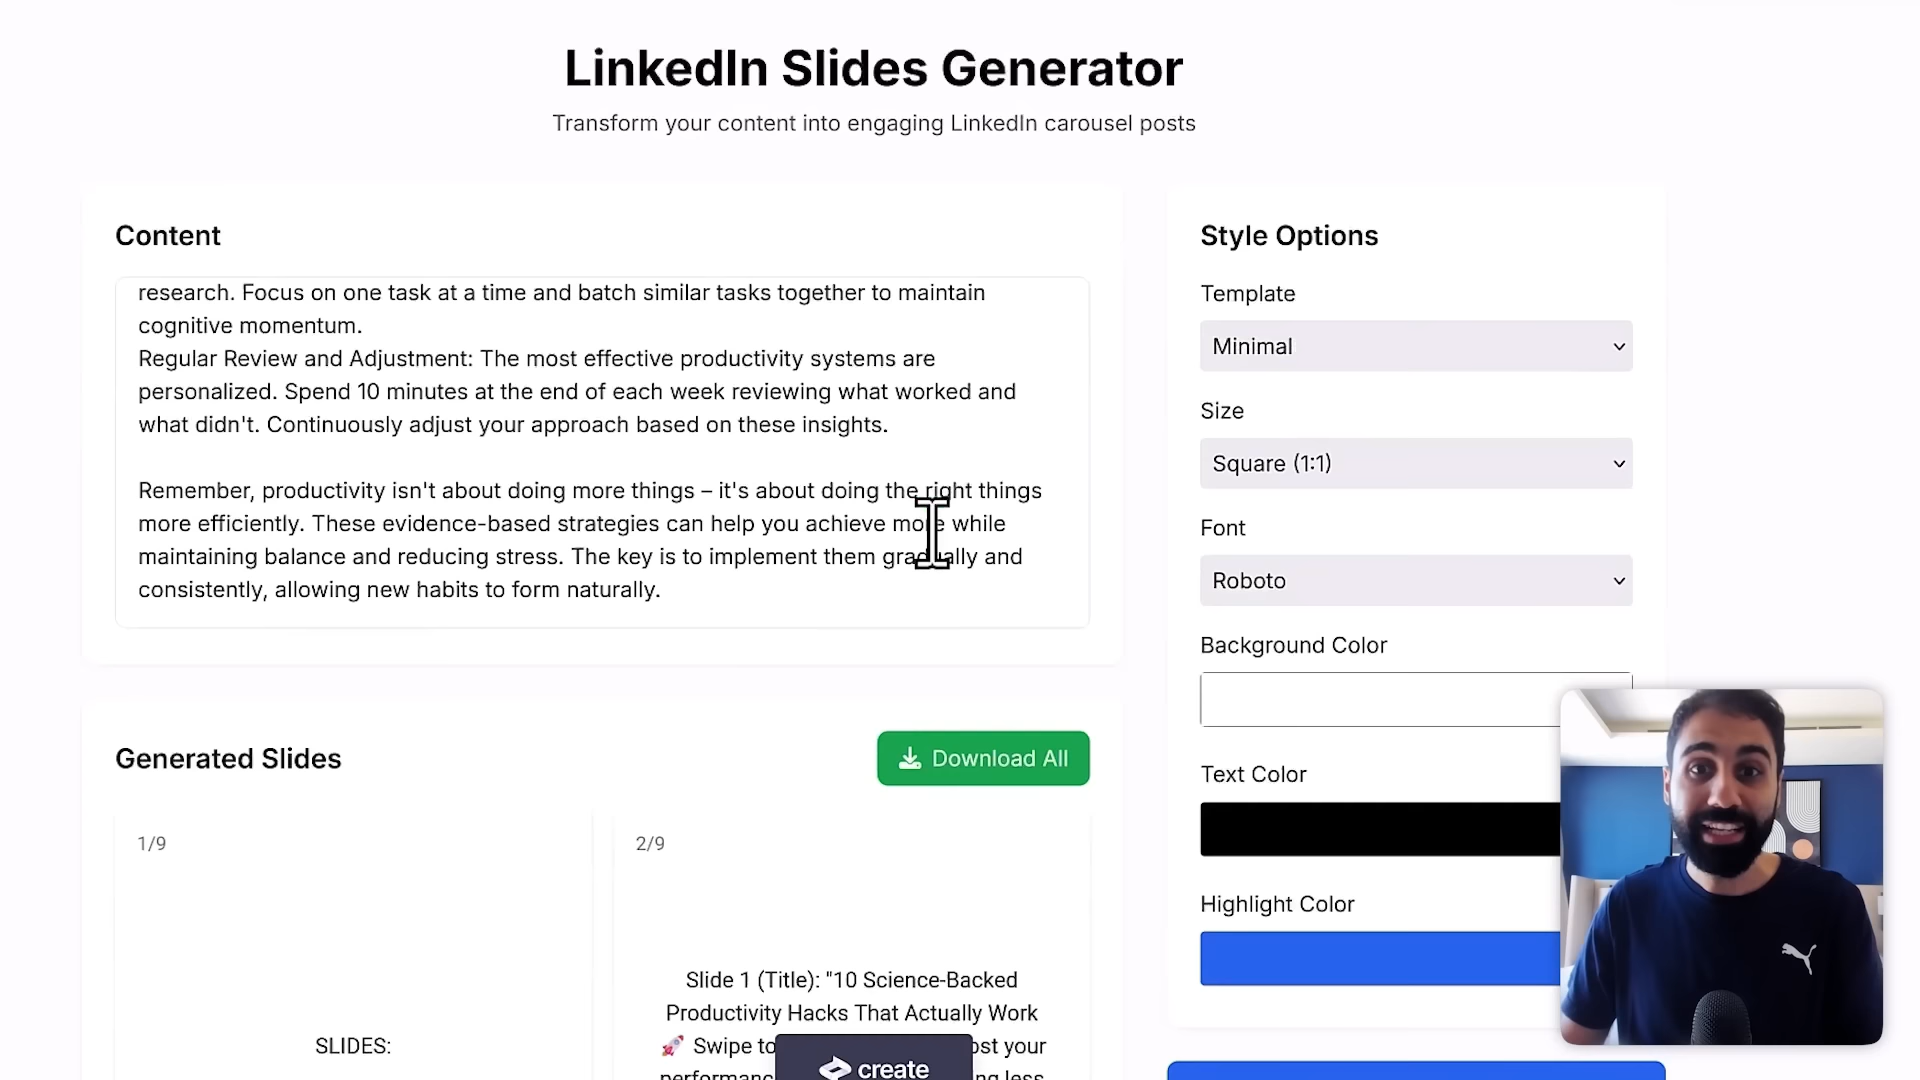 LinkedIn Slides Generator
Transform your content into engaging LinkedIn carousel posts
Content
research. Focus on one task at a time and batch similar tasks together to maintain
cognitive momentum.
Regular Review and Adjustment: The most effective productivity systems are
personalized. Spend 10 minutes at the end of each week reviewing what worked and
what didn't. Continuously adjust your approach based on these insights.
Remember, productivity isn't about doing more things – it's about doing the right things
more efficiently. These evidence-based strategies can help you achieve more while
maintaining balance and reducing stress. The key is to implement them gradually and
consistently, allowing new habits to form naturally.
Style Options
Template
Minimal
Size
Square (1:1)
Font
Roboto
Background Color
Text Color
Highlight Color
Generated Slides
Download All
1/9
SLIDES:
2/9
Slide 1 (Title): "10 Science-Backed
Productivity Hacks That Actually Work
🚀 Swipe to your
less
create